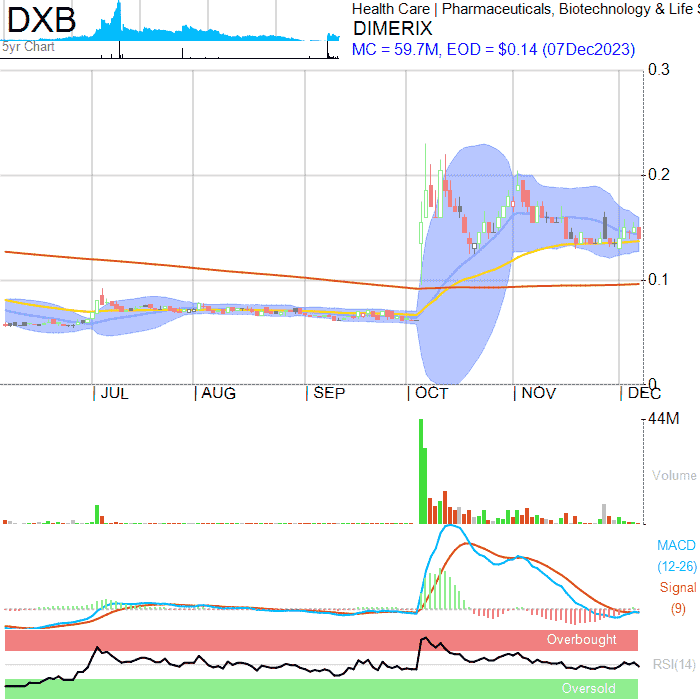 DXB
5yr Chart
Health Care | Pharmaceuticals, Biotechnology & Life S
DIMERIX
MC = 59.7M, EOD = $0.14 (07Dec2023)
0.3
0.2
0.1
0
JUL
AUG
SEP
OCT
NOV
DEC
44M
Volume
MACD
(12-26)
Signal
(9)
Overbought
RSI(14)
Oversold